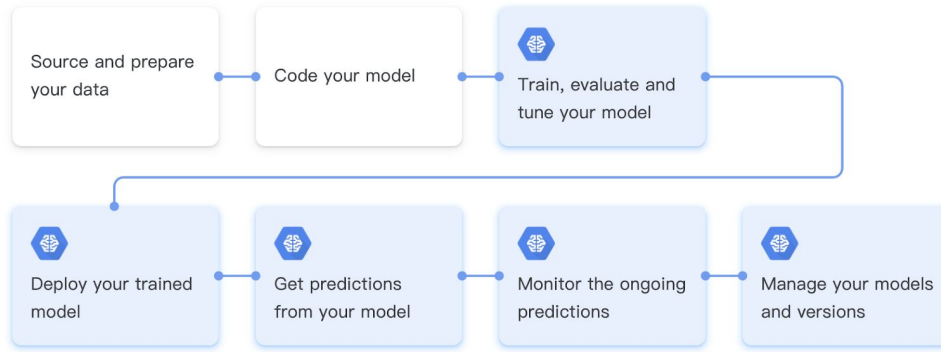 Source and prepare
your data
Code your model
Train, evaluate and
tune your model
Deploy your trained
model
Get predictions
from your model
Monitor the ongoing
predictions
Manage your models
and versions